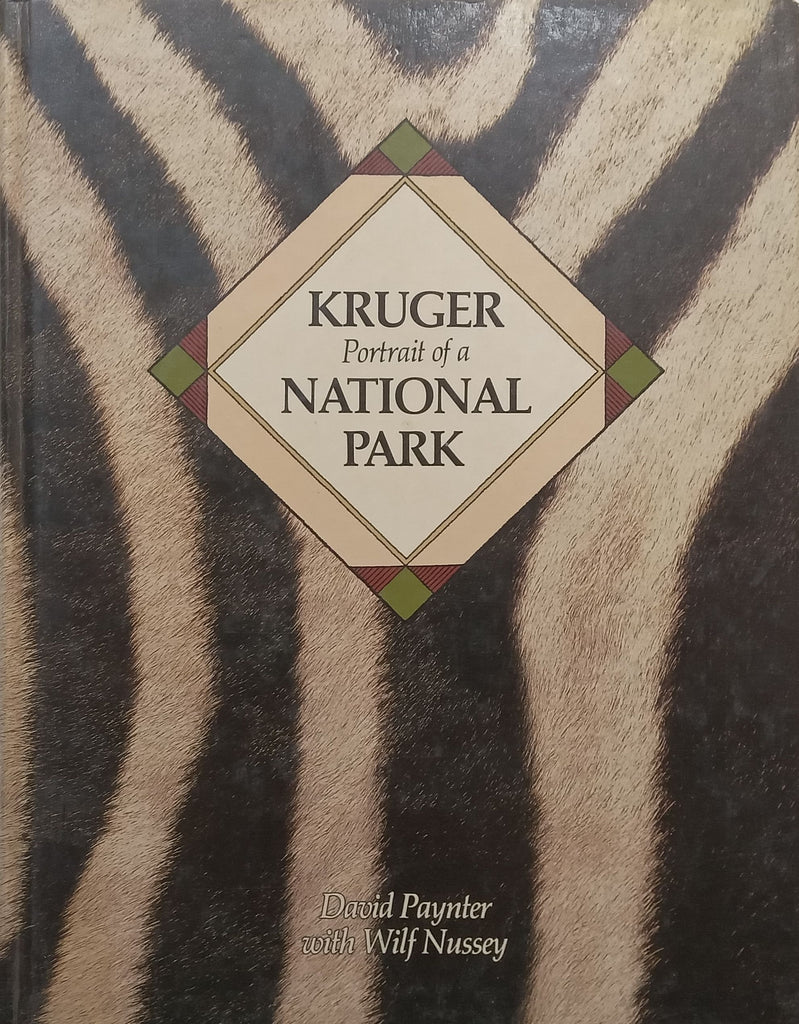 KRUGER
Portrait of a
NATIONAL
PARK
David Paynter
with Wilf Nussey